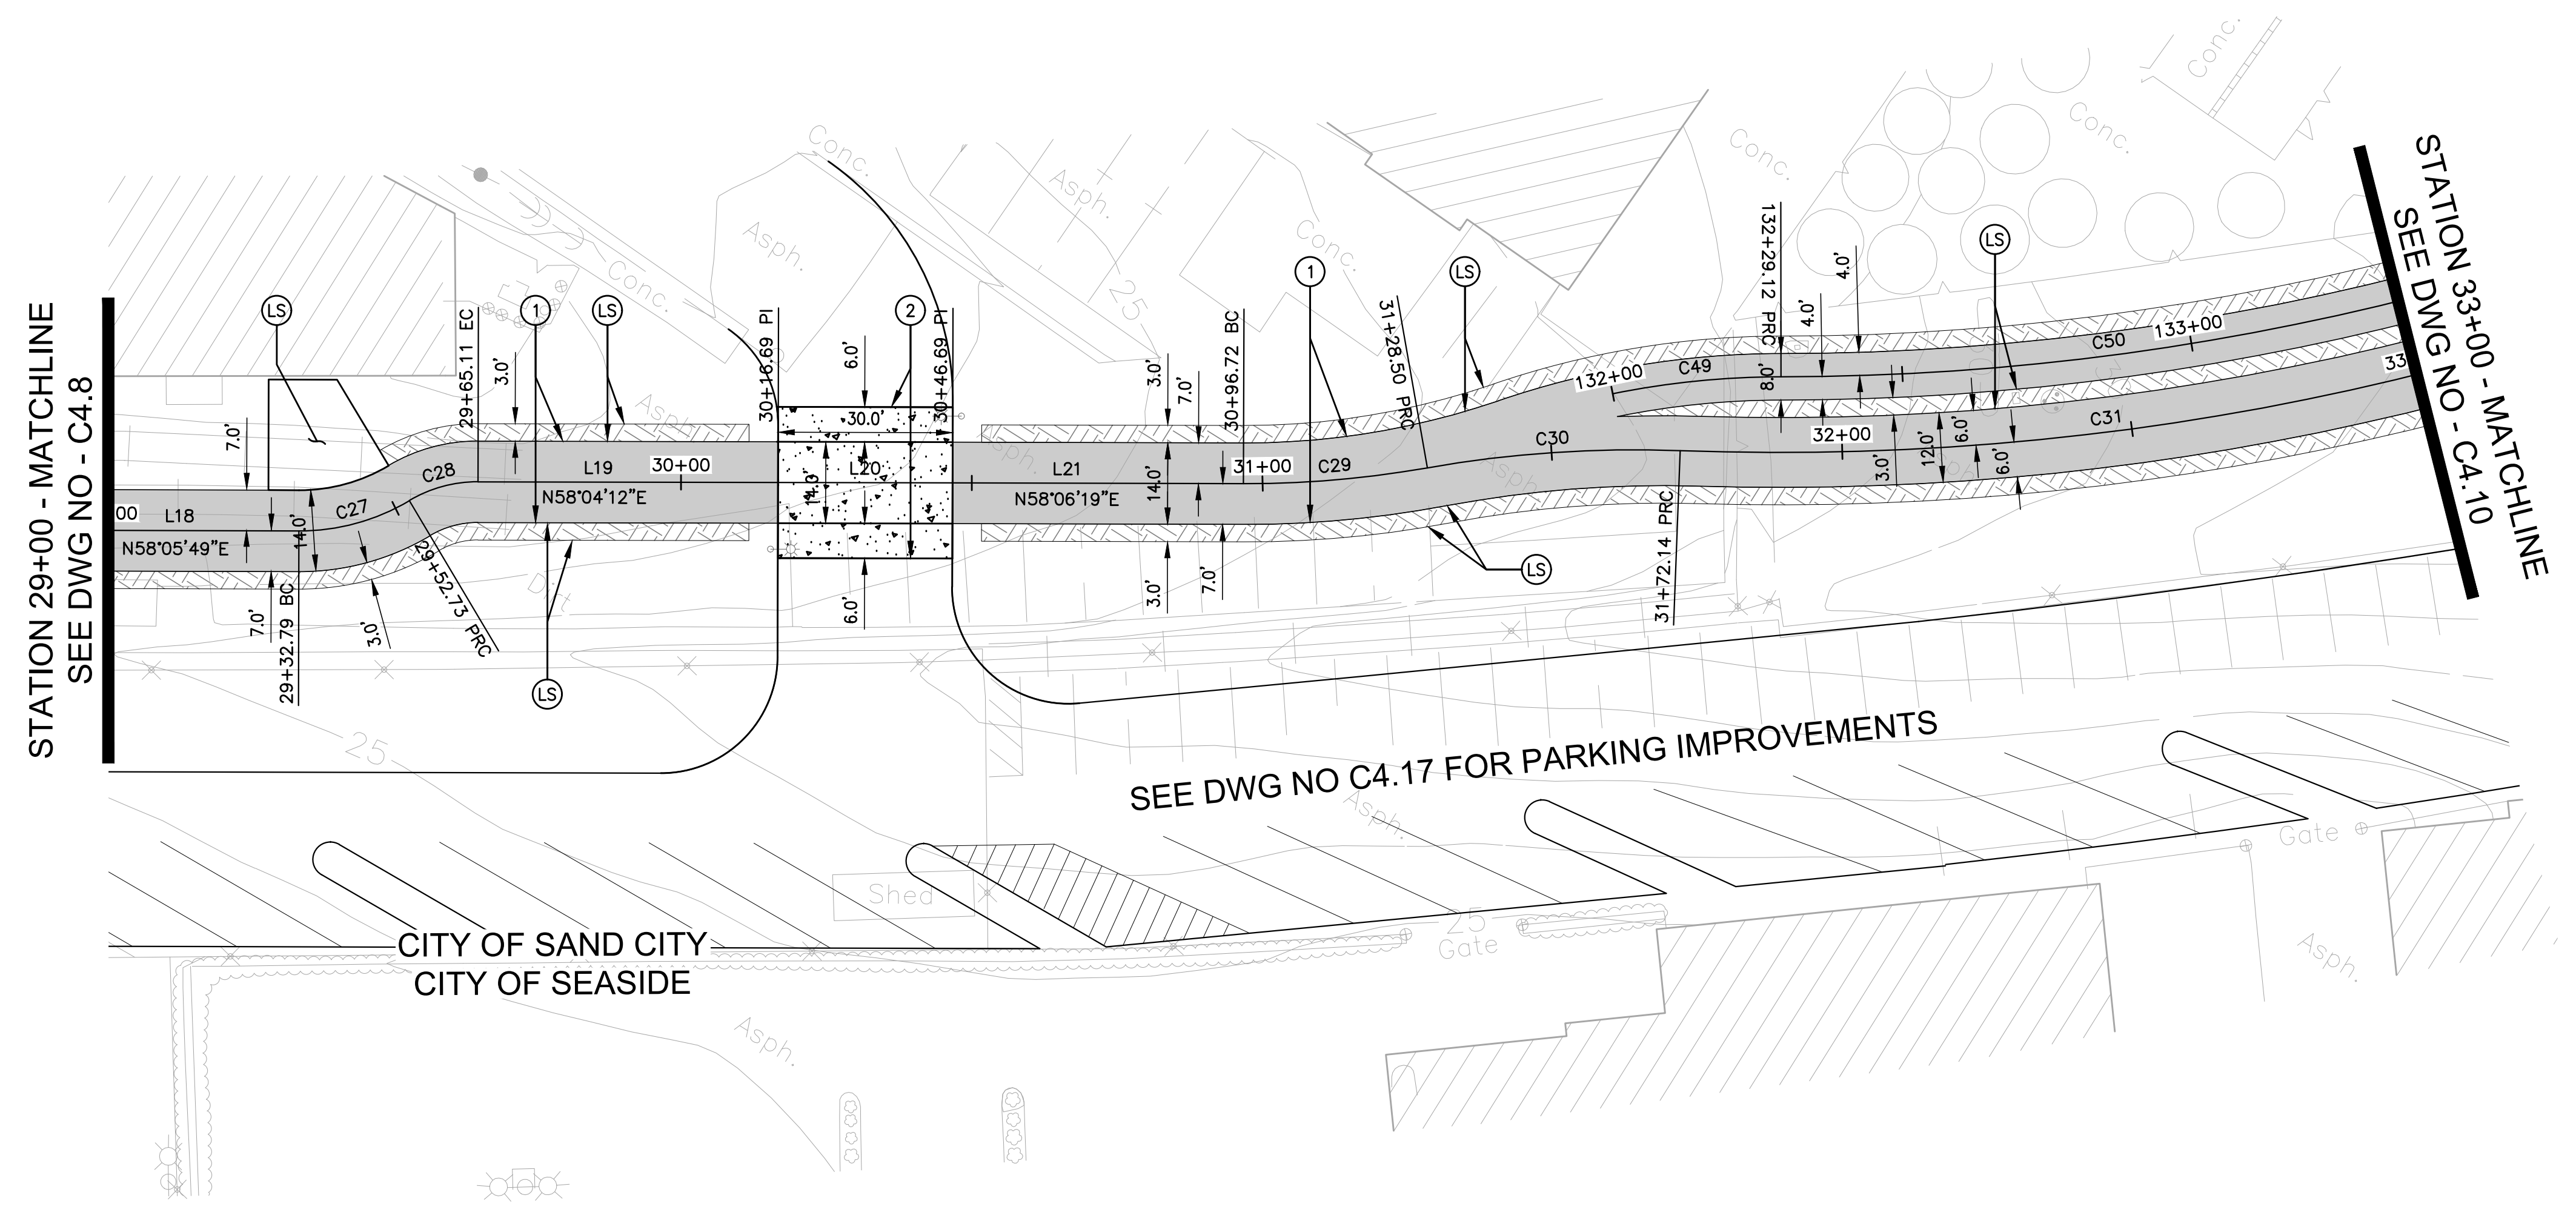 STATION 29+00 - MATCHLINE
SEE DWG NO - C4.8
STATION 33+00 - MATCHLINE
SEE DWG NO - C4.10
Conc.
Conc.
Conc.
Conc.
Conc.
Conc.
Asph.
Asph.
Asph.
Asph.
Asph.
Asph.
Asph.
Asph.
25
LS
1
LS
2
1
LS
LS
29+65.11 EC
3.0'
30+16.69 PI
6.0'
30+46.69 PI
3.0'
7.0'
30+96.72 BC
31+28.50 PRC
132+29.12 PRC
4.0'
4.0'
7.0'
30.0'
132+00
C49
8.0'
C50
133+00
00
L18
C27
C28
L19
30+00
L20
L21
31+00
C29
C30
32+00
C31
33
N58°05'49"E
14.0'
N58°04'12"E
14.0'
N58°06'19"E
14.0'
3.0'
12.0'
6.0'
6.0'
7.0'
29+32.79 BC
3.0'
29+52.73 PRC
Dirt
6.0'
3.0'
7.0'
LS
31+72.14 PRC
LS
25
SEE DWG NO C4.17 FOR PARKING IMPROVEMENTS
Asph.
Shed
25
Gate
Gate
CITY OF SAND CITY
CITY OF SEASIDE
Asph.
Asph.